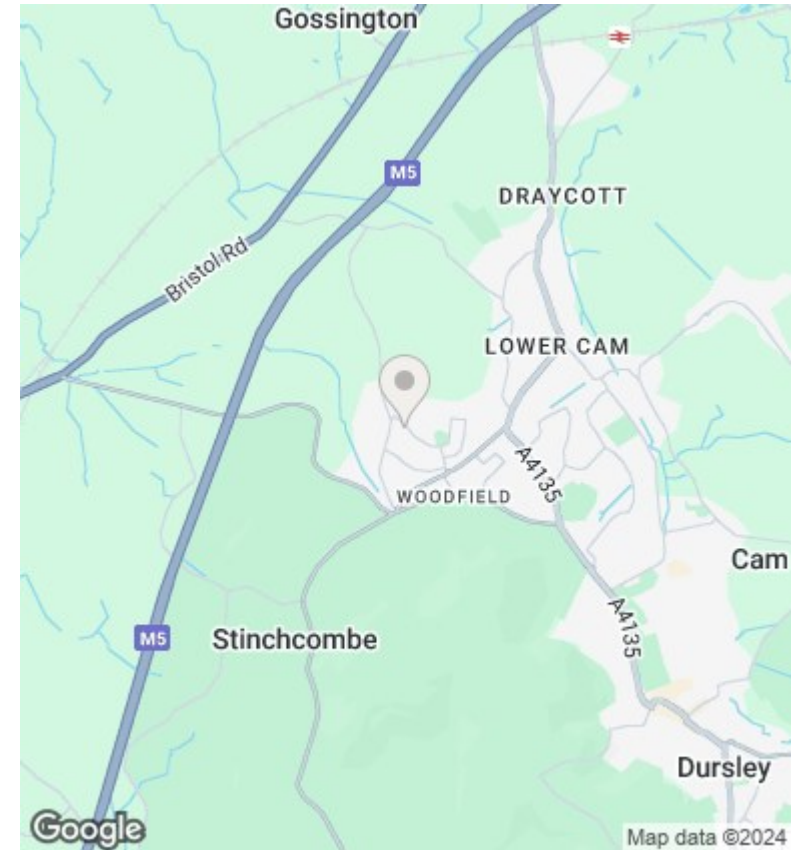 Gossington
M5
DRAYCOTT
Bristol Rd
LOWER CAM
A4135
WOODFIELD
Cam
A4135
M5
Stinchcombe
Dursley
Google
Map data ©2024